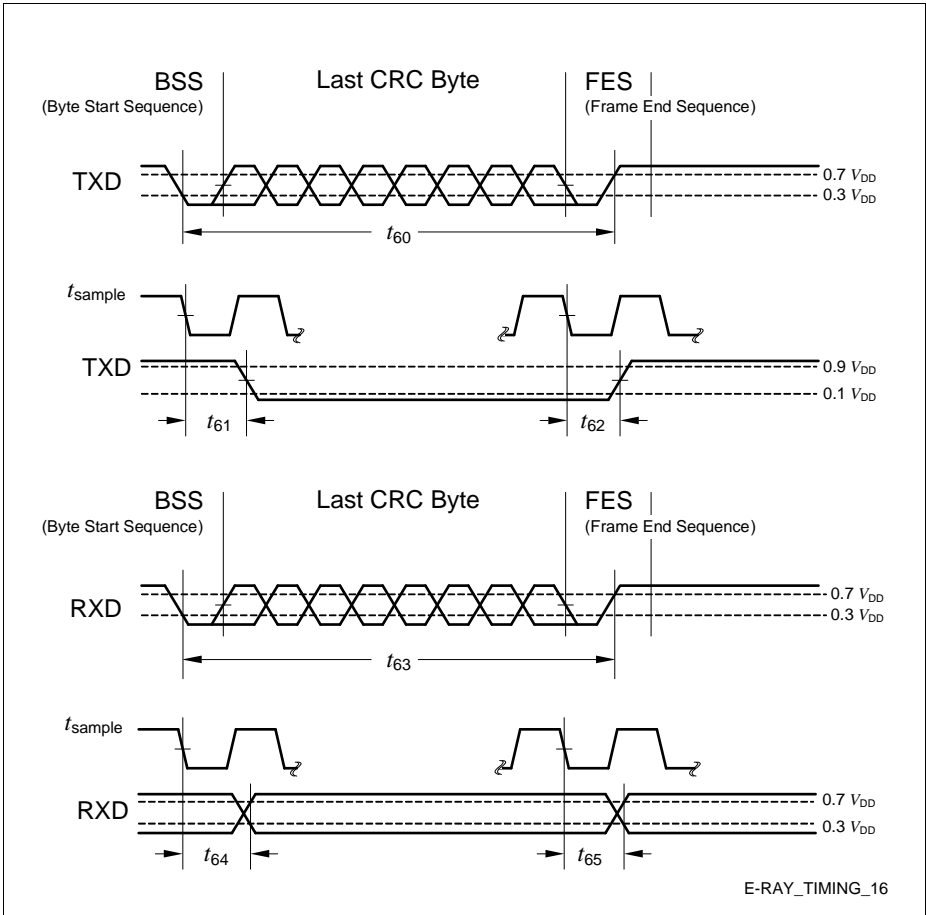 BSS
(Byte Start Sequence)
Last CRC Byte
FES
(Frame End Sequence)
TXD
0.7 VDD
0.3 VDD
t60
tsample
TXD
0.9 VDD
0.1 VDD
t61
t62
BSS
(Byte Start Sequence)
Last CRC Byte
FES
(Frame End Sequence)
RXD
0.7 VDD
0.3 VDD
t63
tsample
RXD
0.7 VDD
0.3 VDD
t64
t65
E-RAY_TIMING_16